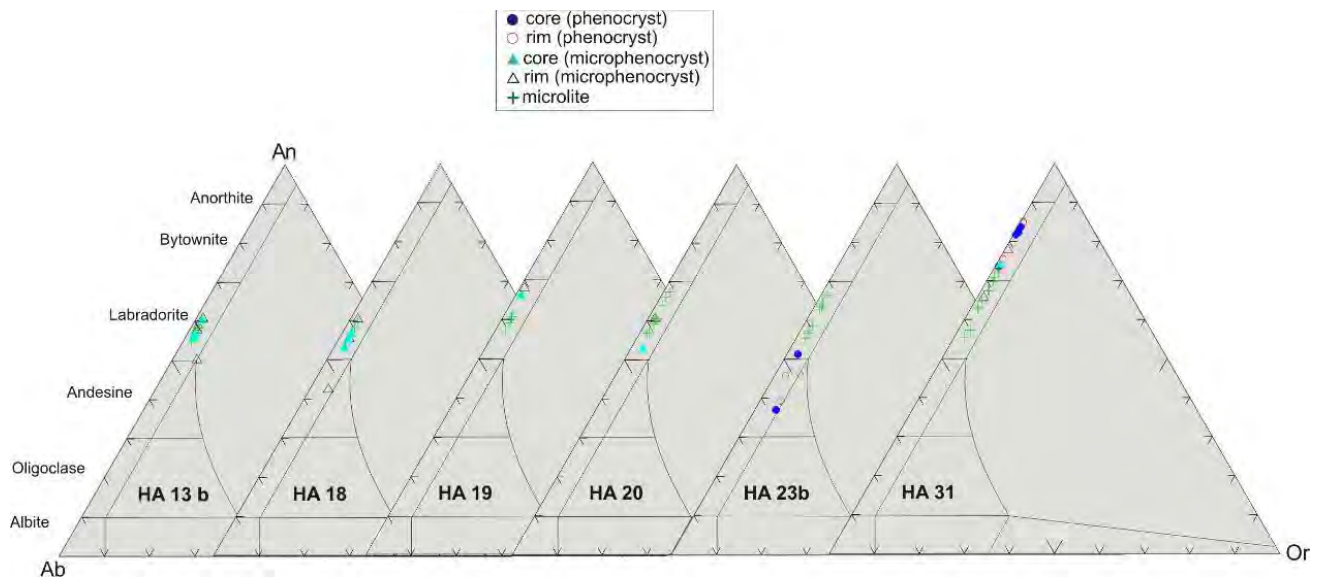 core (phenocryst)
rim (phenocryst)
core (microphenocryst)
rim (microphenocryst)
microlite
An
Anorthite
Bytownite
Labradorite
Andesine
Oligoclase
HA 13 b
HA 18
HA 19
HA 20
HA 23b
HA 31
Albite
Ab
Or